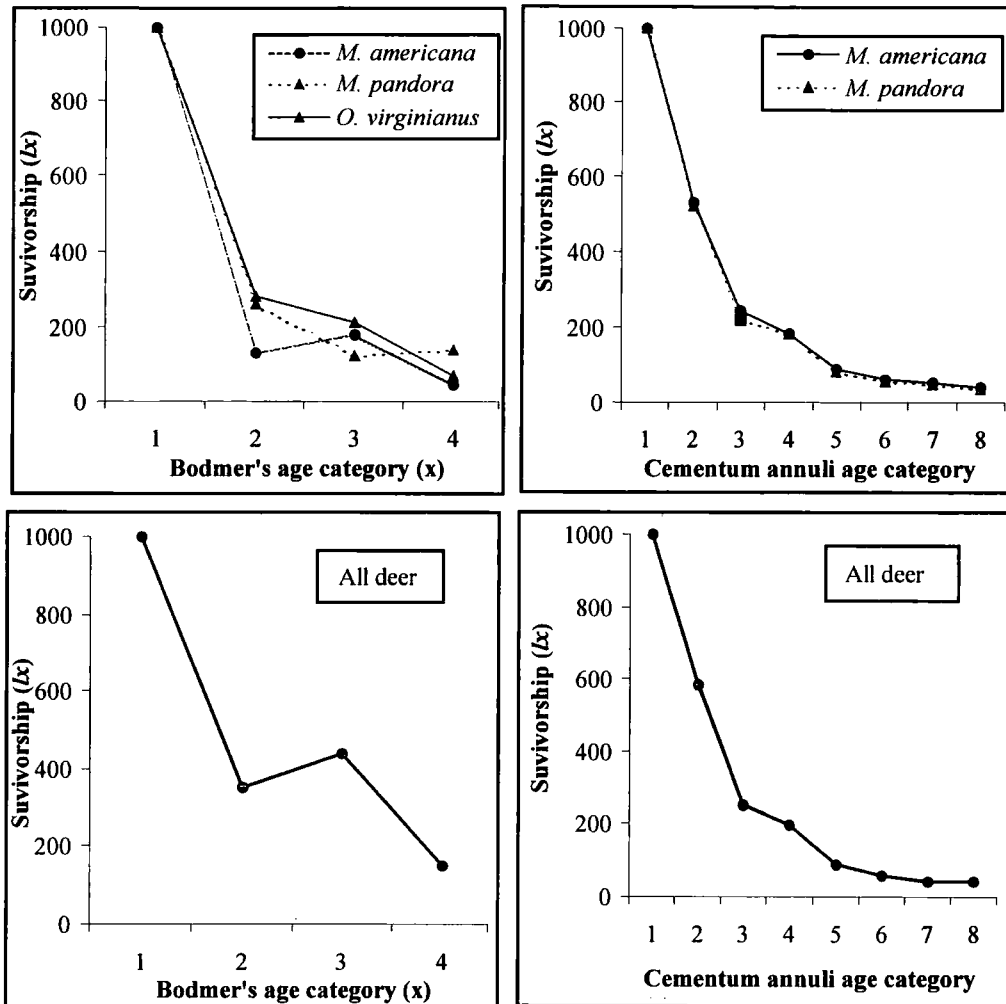 1000
800
600
400
200
0
Suvivorship (lx)
M. americana
M. pandora
O. virginianus
1 2 3 4
Bodmer's age category (x)
1000
800
600
400
200
0
Suvivorship (lx)
M. americana
M. pandora
1 2 3 4 5 6 7 8
Cementum annuli age category
1000
800
600
400
200
0
Suvivorship (lx)
All deer
1 2 3 4
Bodmer's age category (x)
1000
800
600
400
200
0
Suvivorship (lx)
All deer
1 2 3 4 5 6 7 8
Cementum annuli age category